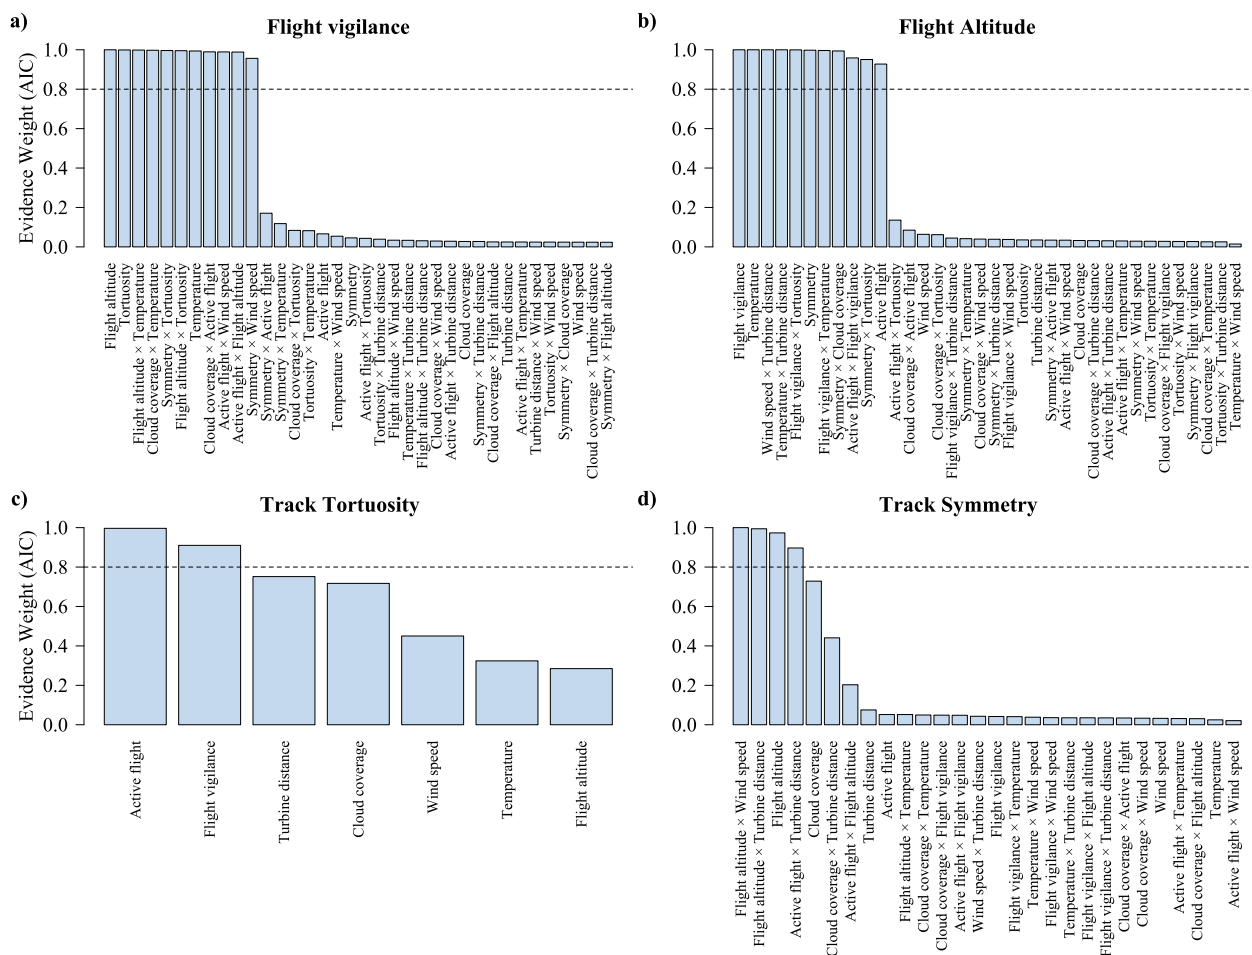 a)
Flight vigilance
Evidence Weight (AIC)
1.0
0.8
0.6
0.4
0.2
0.0
Flight altitude
Tortuosity
Flight altitude × Temperature
Cloud coverage × Temperature
Symmetry × Tortuosity
Flight altitude × Tortuosity
Temperature
Cloud coverage × Active flight
Active flight × Wind speed
Active flight × Flight altitude
Symmetry × Wind speed
Symmetry × Active flight
Symmetry × Temperature
Cloud coverage × Tortuosity
Tortuosity × Temperature
Active flight
Temperature × Wind speed
Symmetry
Active flight × Tortuosity
Tortuosity × Turbine distance
Flight altitude × Wind speed
Temperature × Turbine distance
Flight altitude × Turbine distance
Cloud coverage × Wind speed
Active flight × Turbine distance
Cloud coverage
Symmetry × Turbine distance
Cloud coverage × Flight altitude
Turbine distance
Active flight × Temperature
Turbine distance × Wind speed
Tortuosity × Wind speed
Symmetry × Cloud coverage
Wind speed
Cloud coverage × Turbine distance
Symmetry × Flight altitude
b)
Flight Altitude
1.0
0.8
0.6
0.4
0.2
0.0
Flight vigilance
Temperature
Wind speed × Turbine distance
Temperature × Turbine distance
Flight vigilance × Tortuosity
Symmetry
Flight vigilance × Temperature
Symmetry × Cloud coverage
Active flight × Flight vigilance
Symmetry × Tortuosity
Active flight
Active flight × Tortuosity
Cloud coverage × Active flight
Wind speed
Cloud coverage × Tortuosity
Flight vigilance × Turbine distance
Symmetry × Temperature
Cloud coverage × Wind speed
Symmetry × Turbine distance
Flight vigilance × Wind speed
Tortuosity
Turbine distance
Symmetry × Active flight
Active flight × Wind speed
Cloud coverage
Cloud coverage × Turbine distance
Active flight × Turbine distance
Active flight × Temperature
Symmetry × Wind speed
Tortuosity × Temperature
Cloud coverage × Flight vigilance
Tortuosity × Wind speed
Symmetry × Flight vigilance
Cloud coverage × Temperature
Tortuosity × Turbine distance
Temperature × Wind speed
c)
Track Tortuosity
Evidence Weight (AIC)
1.0
0.8
0.6
0.4
0.2
0.0
Active flight
Flight vigilance
Turbine distance
Cloud coverage
Wind speed
Temperature
Flight altitude
d)
Track Symmetry
1.0
0.8
0.6
0.4
0.2
0.0
Flight altitude × Wind speed
Flight altitude × Turbine distance
Flight altitude
Active flight × Turbine distance
Cloud coverage
Cloud coverage × Turbine distance
Active flight × Flight altitude
Turbine distance
Active flight
Flight altitude × Temperature
Cloud coverage × Temperature
Cloud coverage × Flight vigilance
Active flight × Flight vigilance
Wind speed × Turbine distance
Flight vigilance
Flight vigilance × Temperature
Temperature × Wind speed
Flight vigilance × Wind speed
Temperature × Turbine distance
Flight vigilance × Flight altitude
Flight vigilance × Turbine distance
Cloud coverage × Active flight
Cloud coverage × Wind speed
Wind speed
Active flight × Temperature
Cloud coverage × Flight altitude
Temperature
Active flight × Wind speed